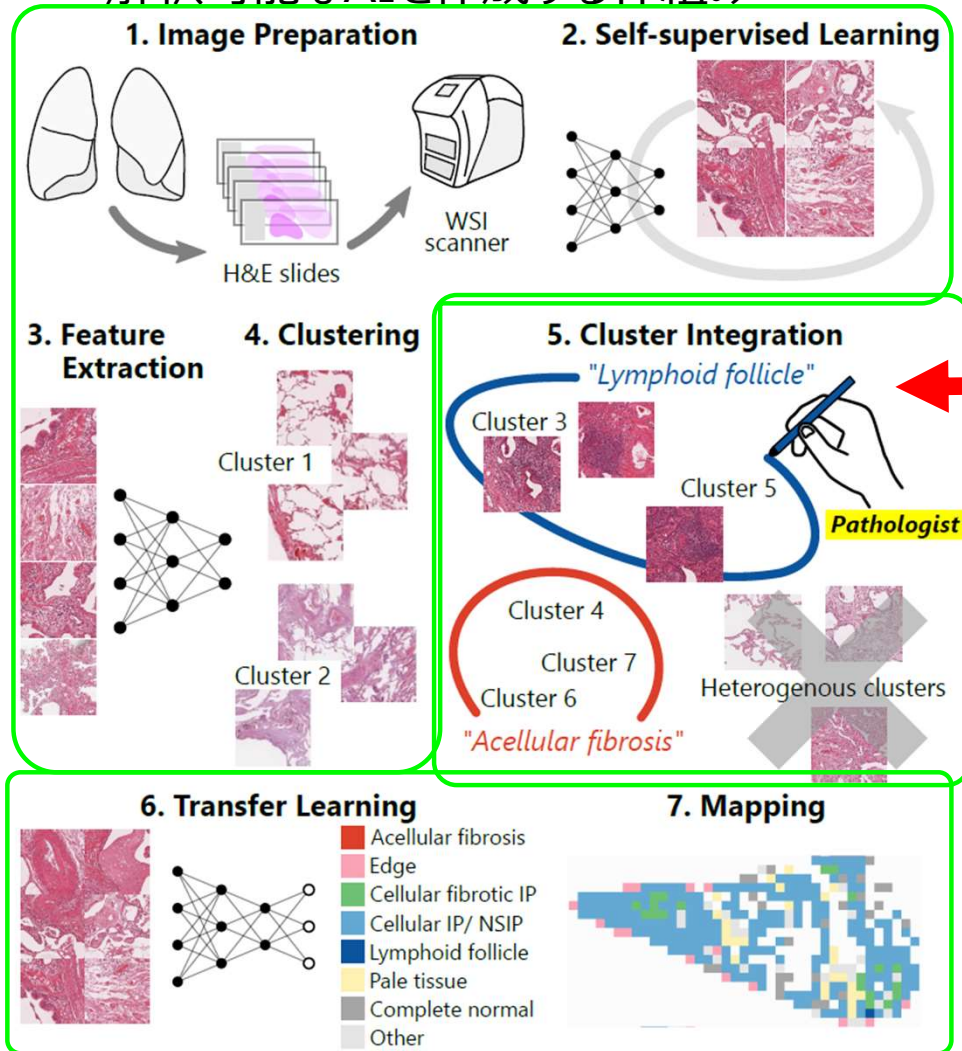 1. Image Preparation
2. Self-supervised Learning
H&E slides
WSI
scanner
3. Feature
Extraction
4. Clustering
Cluster 1
Cluster 2
5. Cluster Integration
"Lymphoid follicle"
Cluster 3
Cluster 5
Pathologist
Cluster 4
Cluster 7
Cluster 6
"Acellular fibrosis"
Heterogenous clusters
6. Transfer Learning
Acellular fibrosis
Edge
Cellular fibrotic IP
Cellular IP/ NSIP
Lymphoid follicle
Pale tissue
Complete normal
Other
7. Mapping